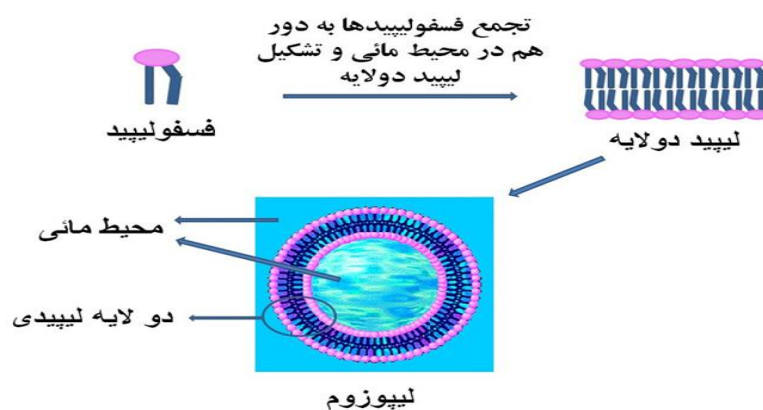 تجمع فسفولیپیدها به دور
هم در محیط مائی و تشکیل
لیپید دولایه
فسفولیپید
لیپید دولایه
محیط مائی
دو لایه لیپیدی
لیپوزوم